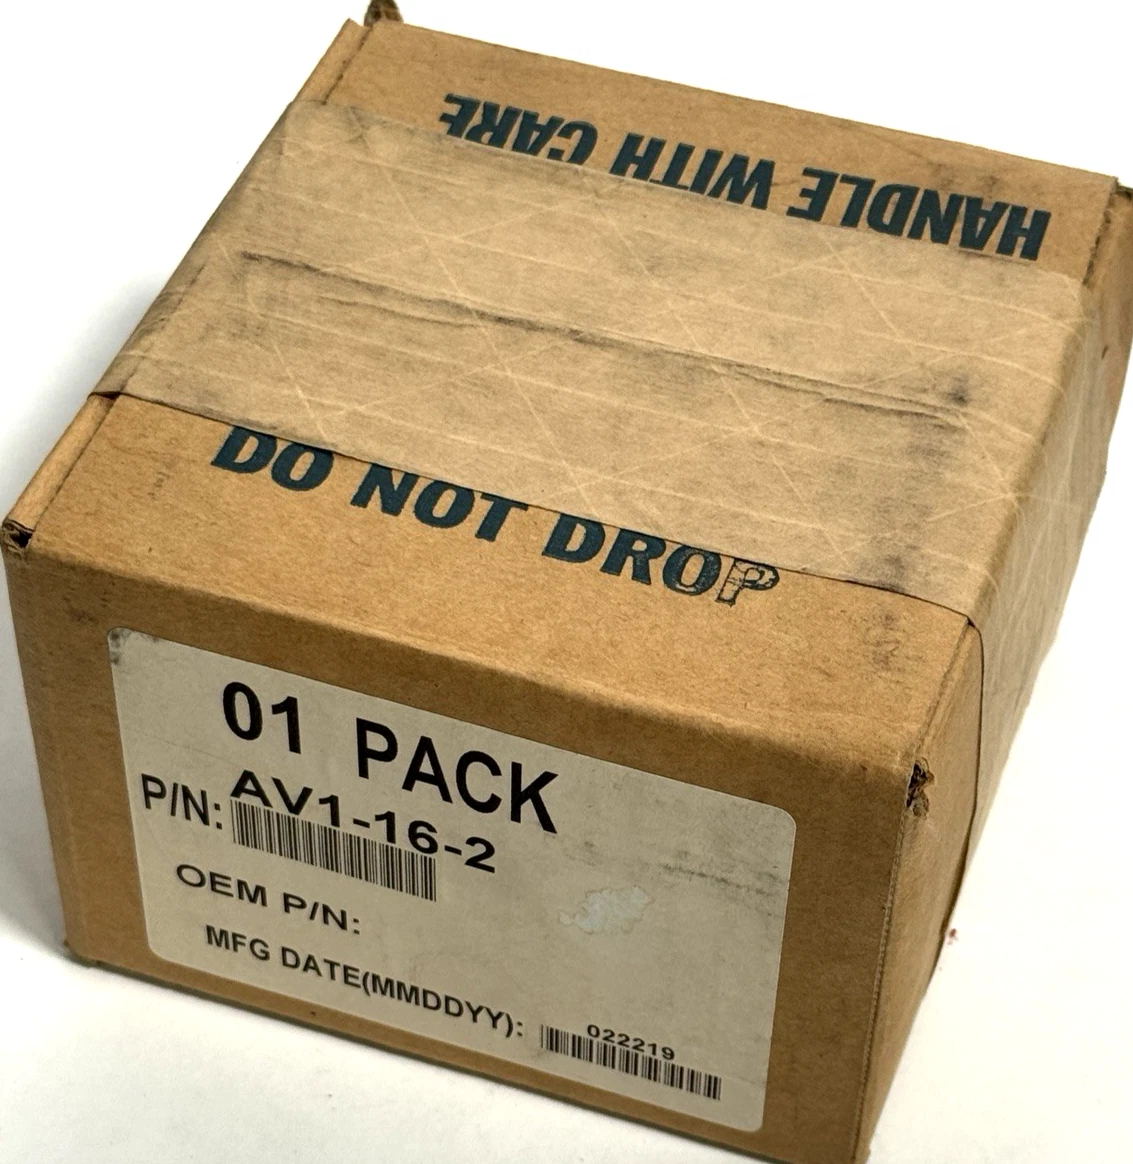 HANDLE WITH CARE
DO NOT DROP
01 PACK
P/N: AV1-16-2
OEM P/N:
MFG DATE(MMDDYY): 022219